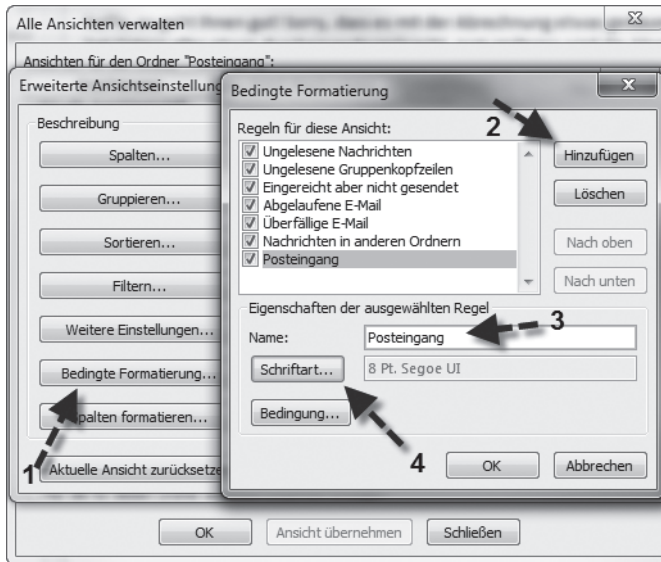 Alle Ansichten verwalten
Ansichten für den Ordner "Posteingang":
Erweiterte Ansichtseinstellung
Beschreibung
Spalten...
Gruppieren...
Sortieren...
Filtern...
Weitere Einstellungen...
Bedingte Formatierung...
palten formatieren...
Aktuelle Ansicht zurücksetze
1
Bedingte Formatierung
Regeln für diese Ansicht:
2
Ungelesene Nachrichten
Ungelesene Gruppenkopfzeilen
Eingereicht aber nicht gesendet
Abgelaufene E-Mail
Überfällige E-Mail
Nachrichten in anderen Ordnern
Posteingang
Hinzufügen
Löschen
Nach oben
Nach unten
Eigenschaften der ausgewählten Regel
Name: Posteingang
3
Schriftart... 8 Pt. Segoe UI
Bedingung...
4
OK Abbrechen
OK Ansicht übernehmen Schließen